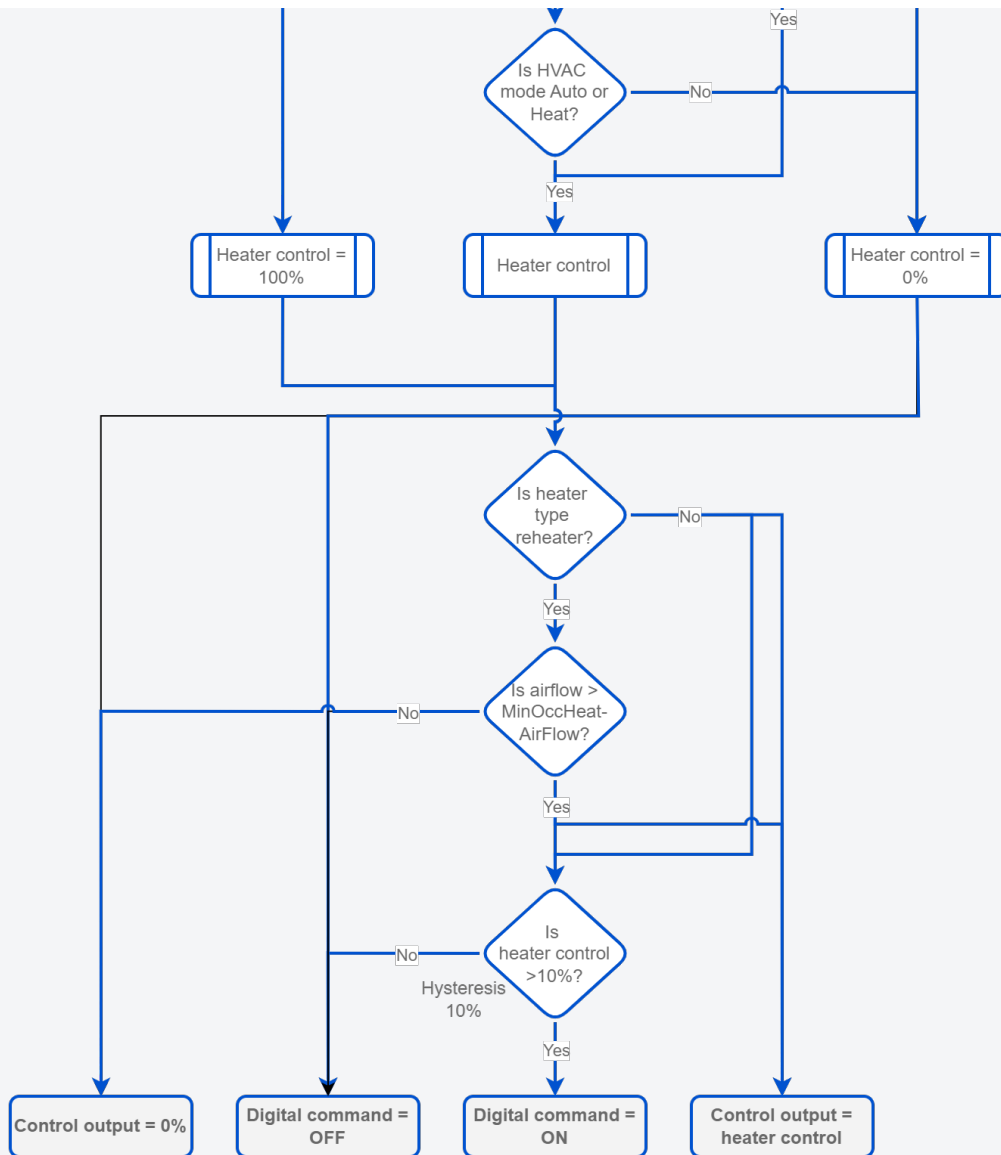 Yes
Is HVAC
mode Auto or
Heat?
No
Yes
Heater control =
100%
Heater control
Heater control =
0%
Is heater
type
reheater?
No
Yes
Is airflow >
MinOccHeat-
AirFlow?
No
Yes
Is
heater control
>10%?
No
Hysteresis
10%
Yes
Control output = 0%
Digital command =
OFF
Digital command =
ON
Control output =
heater control